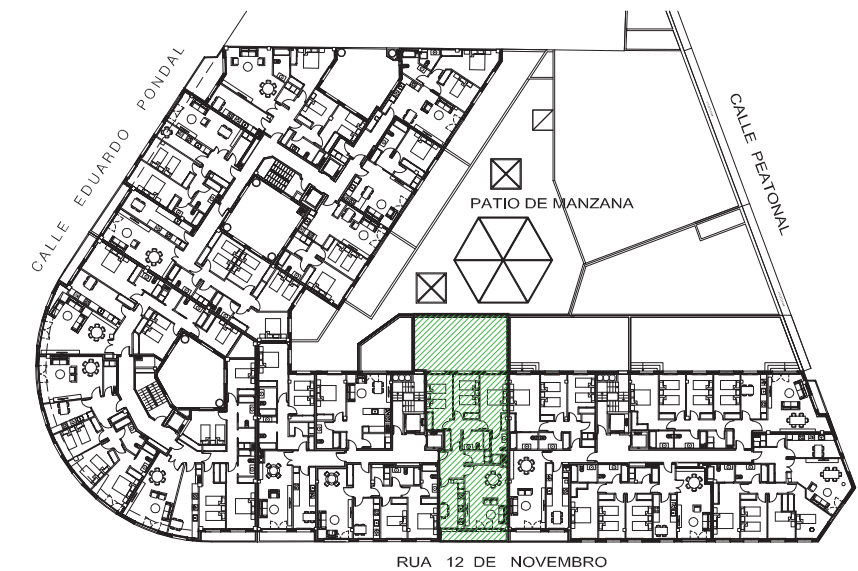 CALLE EDUARDO PONDAL
CALLE PEATONAL
PATIO DE MANZANA
RUA 12 DE NOVEMBRO